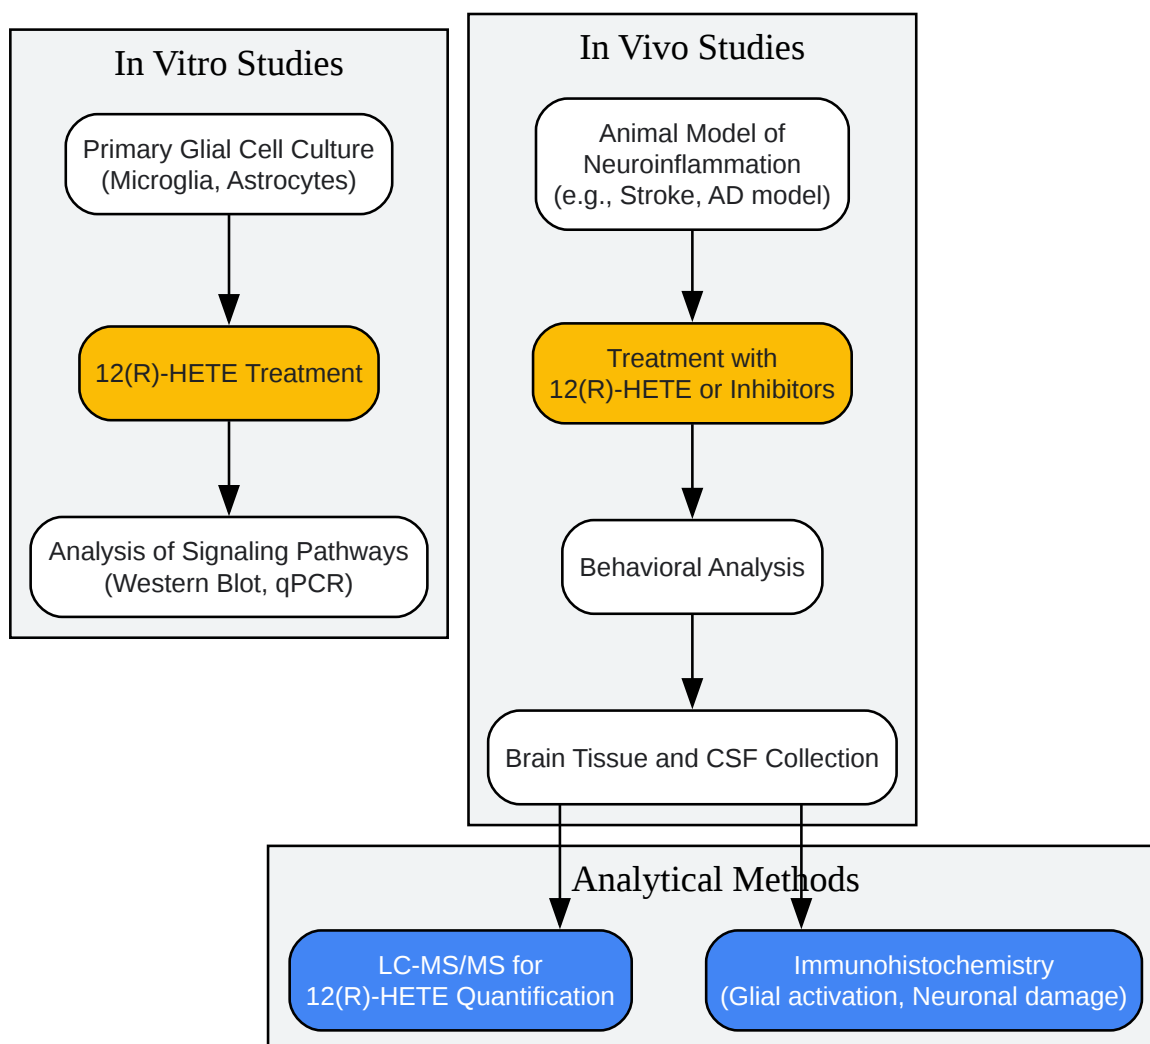 In Vitro Studies
Primary Glial Cell Culture
(Microglia, Astrocytes)
12(R)-HETE Treatment
Analysis of Signaling Pathways
(Western Blot, qPCR)
In Vivo Studies
Animal Model of
Neuroinflammation
(e.g., Stroke, AD model)
Treatment with
12(R)-HETE or Inhibitors
Behavioral Analysis
Brain Tissue and CSF Collection
Analytical Methods
LC-MS/MS for
12(R)-HETE Quantification
Immunohistochemistry
(Glial activation, Neuronal damage)